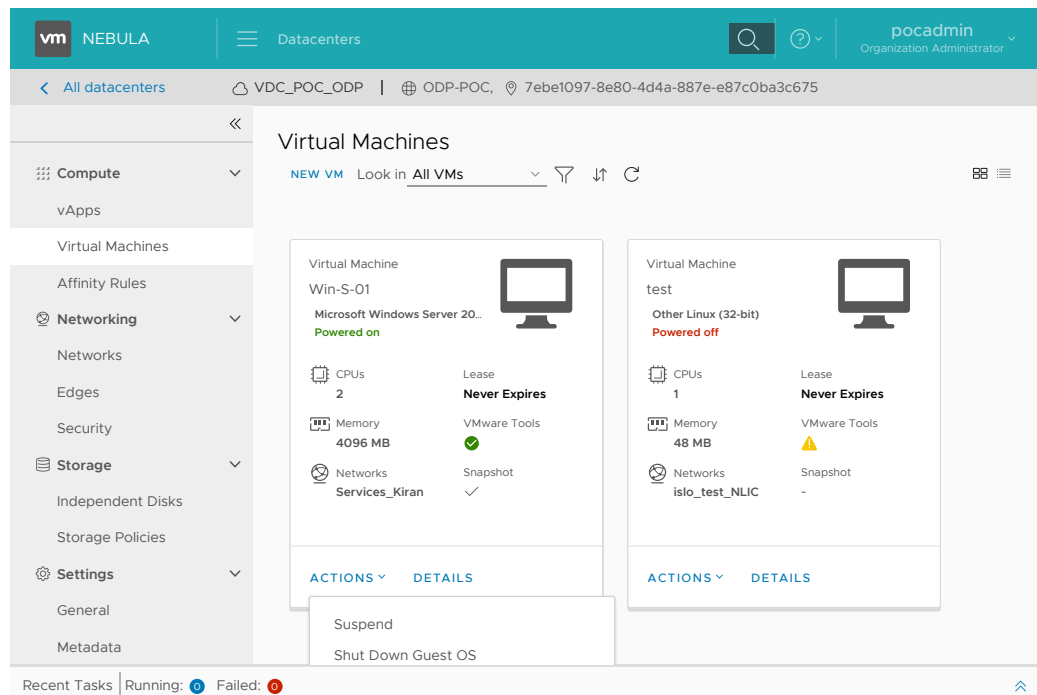 vm NEBULA Datacenters pocadmin
Organization Administrator
All datacenters VDC_POC_ODP | ODP-POC, 7ebe1097-8e80-4d4a-887e-e87c0ba3c675
Compute
vApps
Virtual Machines
Affinity Rules
Networking
Networks
Edges
Security
Storage
Independent Disks
Storage Policies
Settings
General
Metadata
Virtual Machines
NEW VM Look in All VMs
Virtual Machine
Win-S-01
Microsoft Windows Server 20...
Powered on
CPUs Lease
2 Never Expires
Memory VMware Tools
4096 MB
Networks Snapshot
Services_Kiran
ACTIONS DETAILS
Suspend
Shut Down Guest OS
Virtual Machine
test
Other Linux (32-bit)
Powered off
CPUs Lease
1 Never Expires
Memory VMware Tools
48 MB
Networks Snapshot
islo_test_NLIC -
ACTIONS DETAILS
Recent Tasks Running: 0 Failed: 0